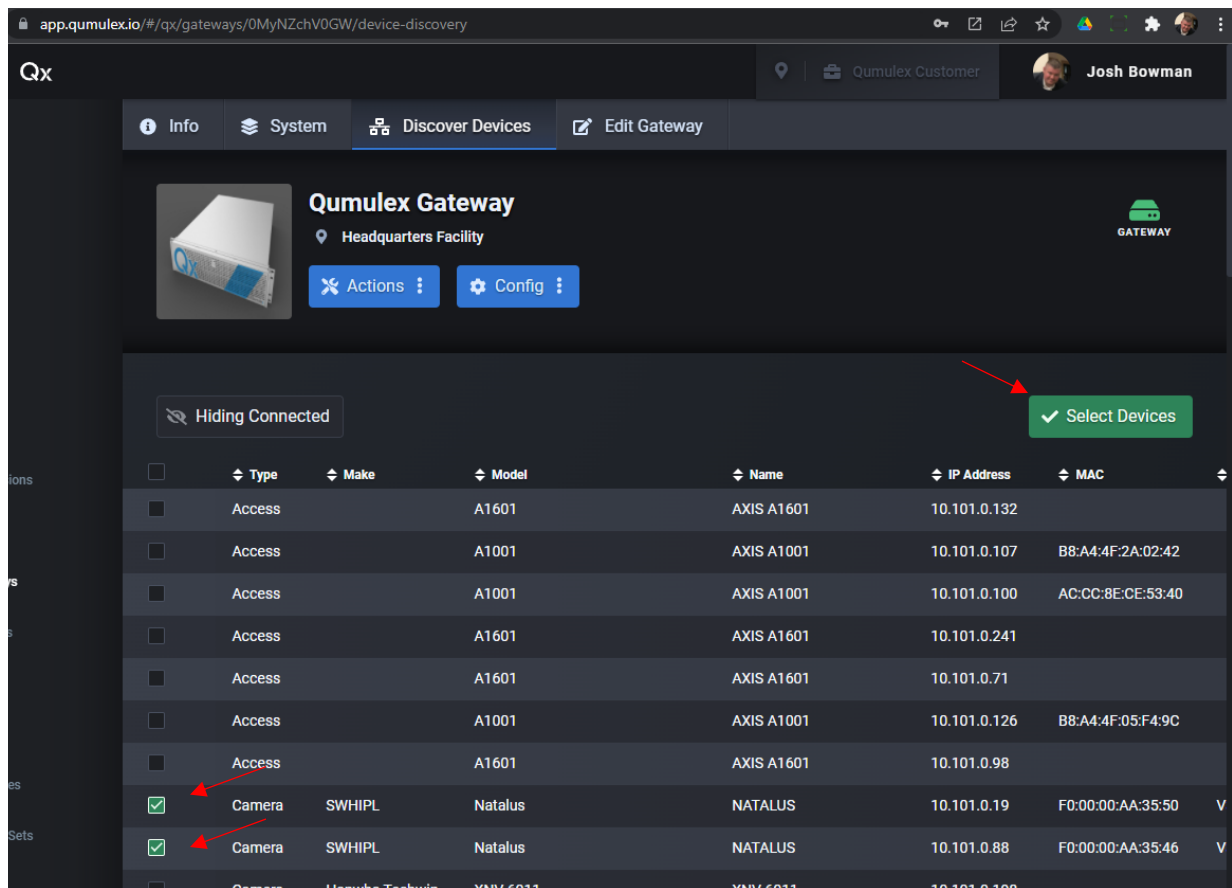 app.qumulex.io/#/qx/gateways/0MyNZchV0GW/device-discovery
Qx Qumulex Customer Josh Bowman
Info System Discover Devices Edit Gateway
Qumulex Gateway
Headquarters Facility
GATEWAY
Actions Config
Qx
Hiding Connected Select Devices
Type Make Model Name IP Address MAC
ions
Access A1601 AXIS A1601 10.101.0.132
Access A1001 AXIS A1001 10.101.0.107 B8:A4:4F:2A:02:42
ys
Access A1001 AXIS A1001 10.101.0.100 AC:CC:8E:CE:53:40
s
Access A1601 AXIS A1601 10.101.0.241
Access A1601 AXIS A1601 10.101.0.71
Access A1001 AXIS A1001 10.101.0.126 B8:A4:4F:05:F4:9C
Access A1601 AXIS A1601 10.101.0.98
es
Camera SWHIPL Natalus NATALUS 10.101.0.19 F0:00:00:AA:35:50 V
Sets
Camera SWHIPL Natalus NATALUS 10.101.0.88 F0:00:00:AA:35:46 V